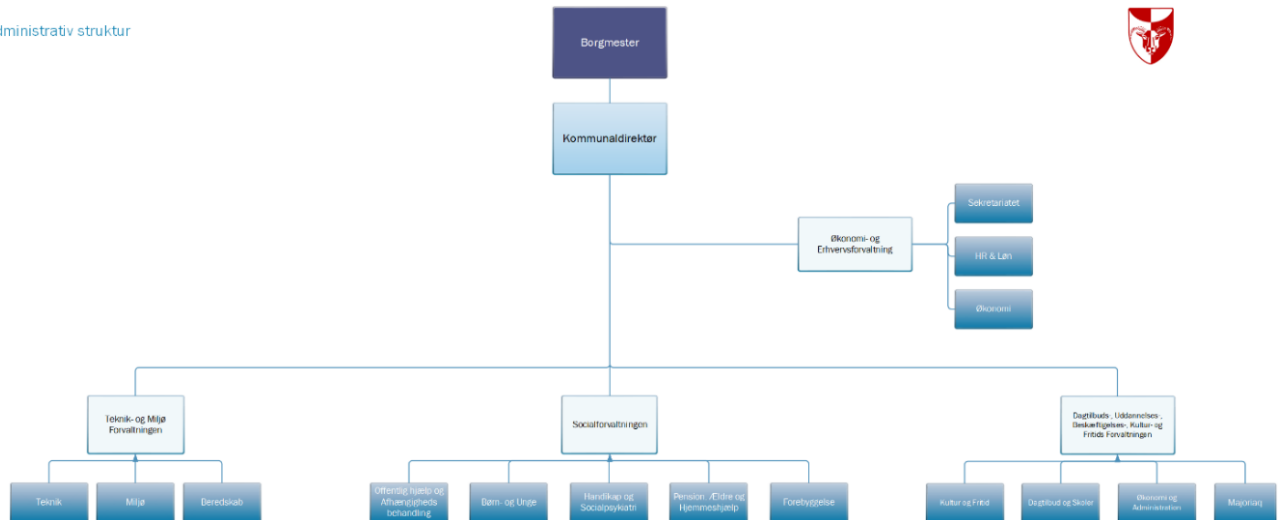 dministrativ struktur
Borgmester
Kommunaldirektør
Økonomi- og
Erhvervsforvaltning
Sekretariatet
HR & Løn
Økonomi
Teknik- og Miljø
Forvaltningen
Socialforvaltningen
Dagtilbuds-, Uddannelses-,
Beskæftigelses-, Kultur- og
Fritids Forvaltningen
Teknik
Miljø
Beredskab
Offentlig hjælp og
Afhængigheds
behandling
Børn- og Unge
Handikap og
Socialpsykiatri
Pension. Ældre og
Hjemmeshjælp
Forebyggelse
Kultur og Fritid
Dagtilbud og Skoler
Økonomi og
Administration
Majoriaq